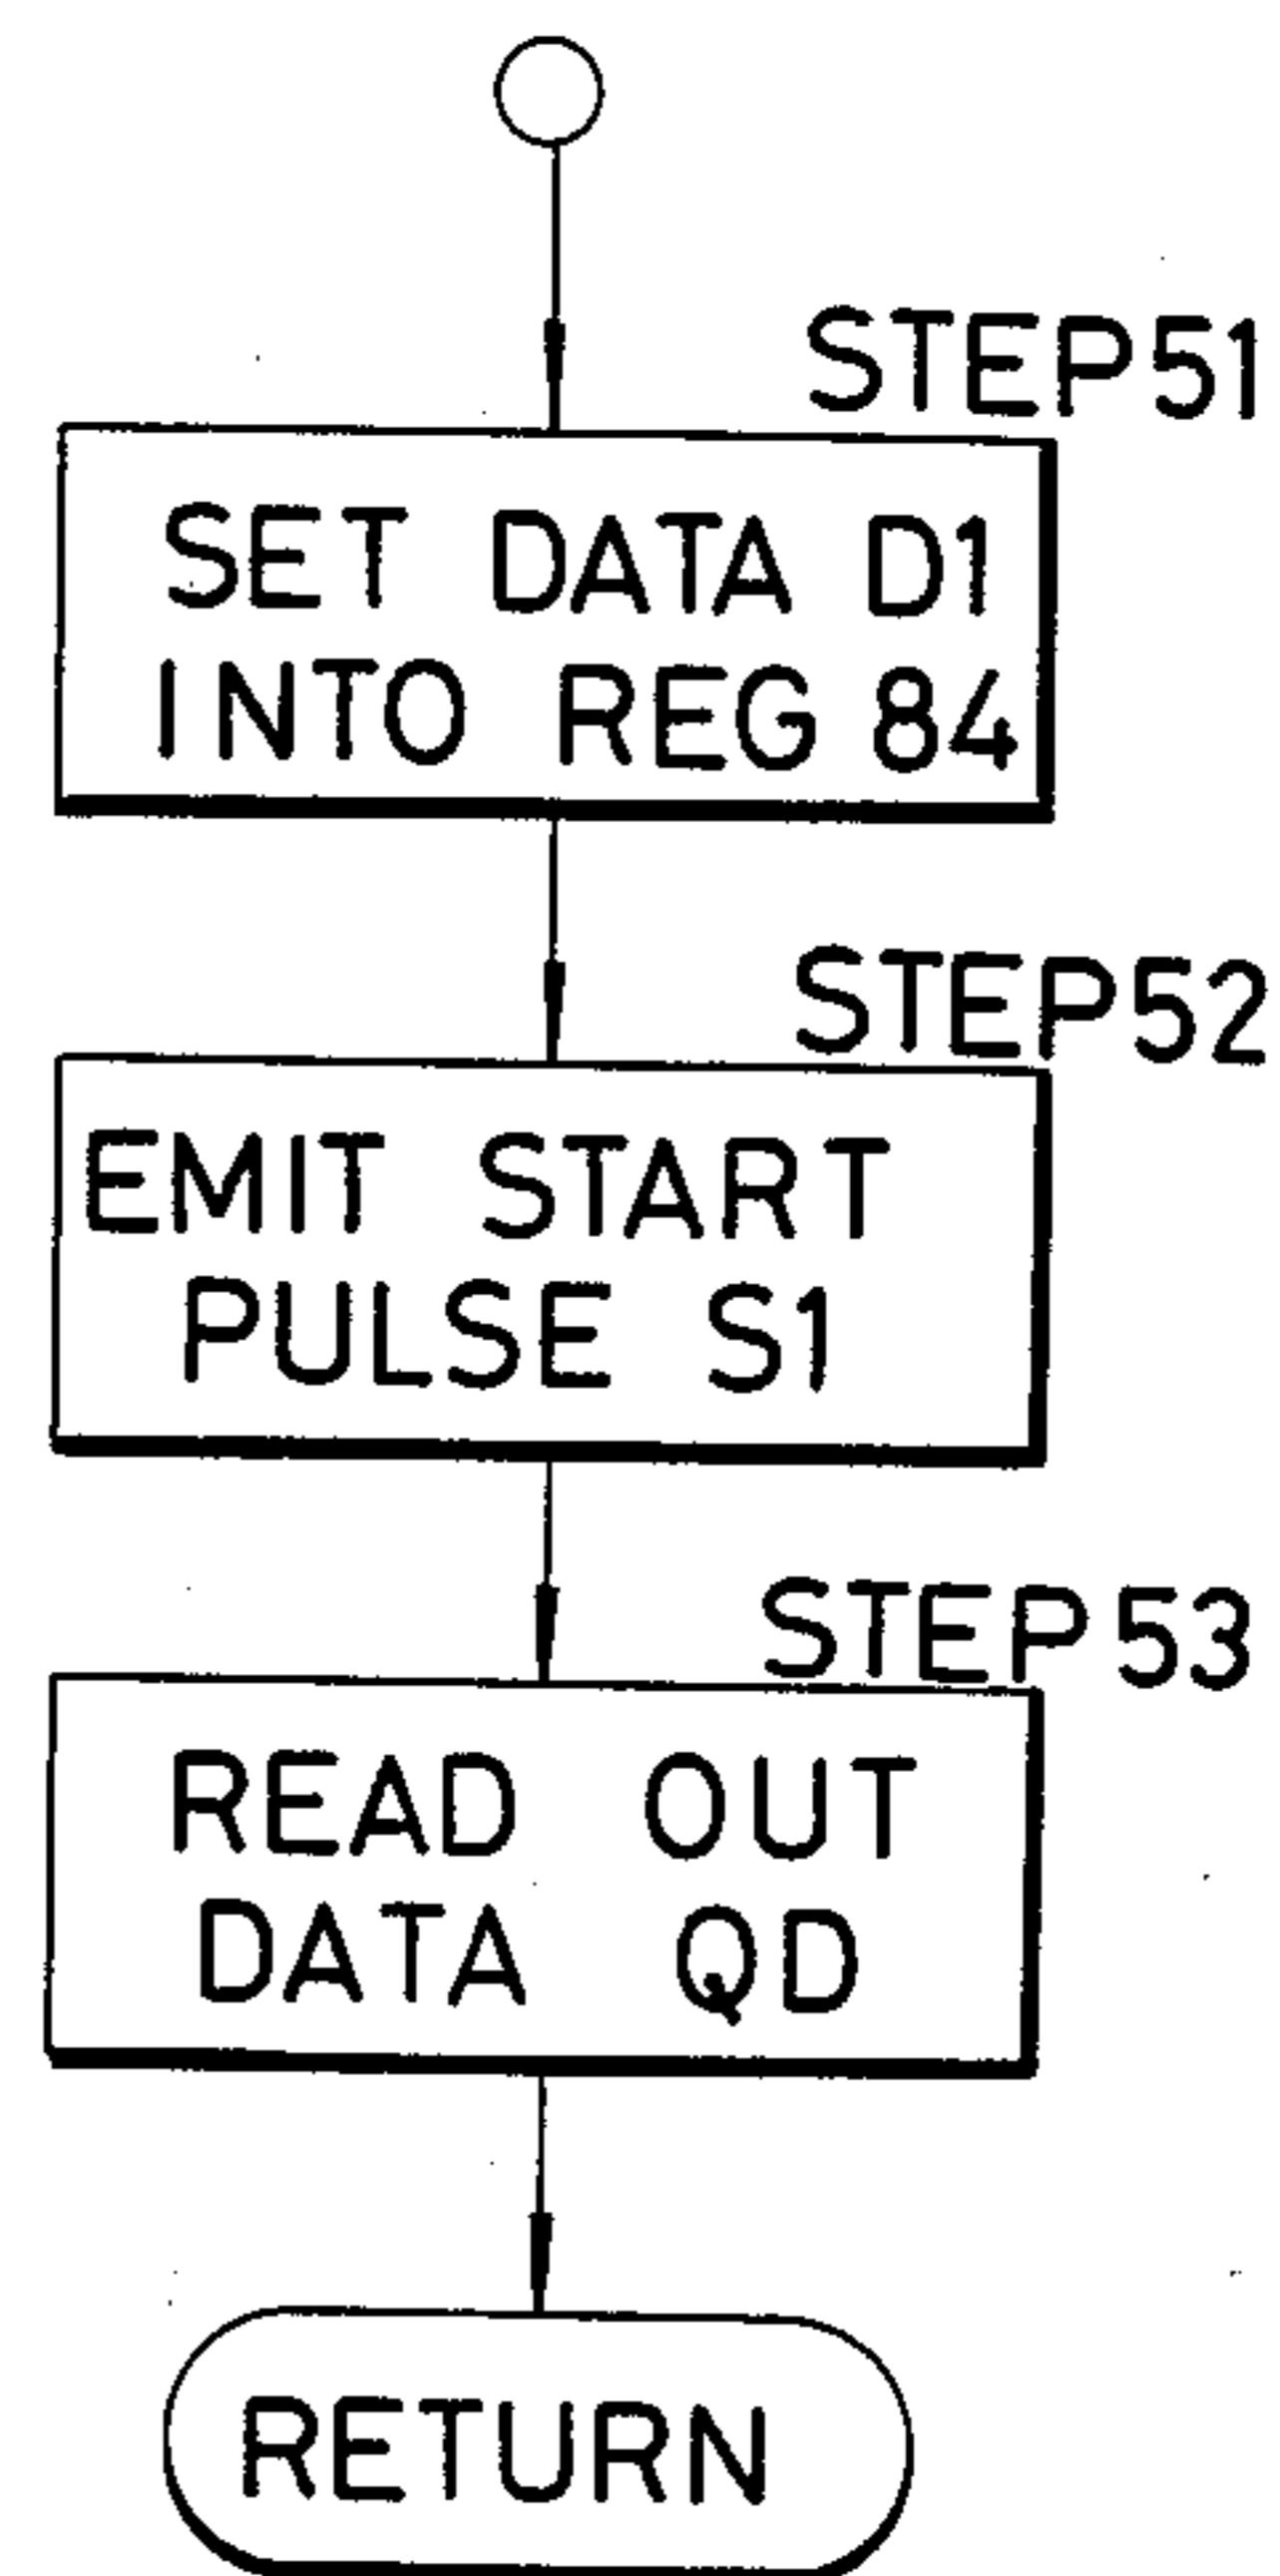 STEP51
SET DATA D1
INTO REG 84
STEP52
EMIT START
PULSE S1
STEP53
READ OUT
DATA QD
RETURN